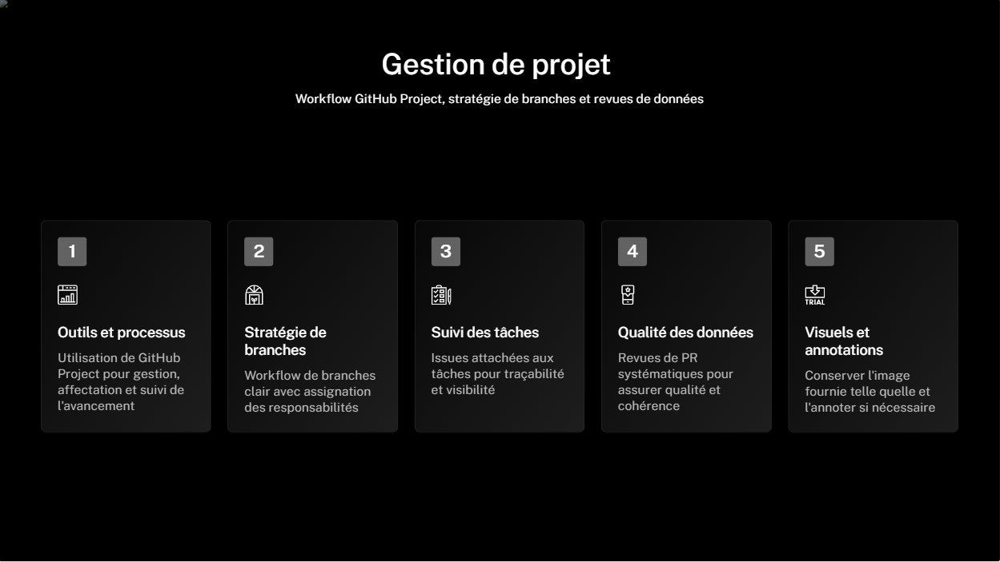 Gestion de projet
Workflow GitHub Project, stratégie de branches et revues de données
1
Outils et processus
Utilisation de GitHub
Project pour gestion,
affectation et suivi de
l'avancement
2
Stratégie de
branches
Workflow de branches
clair avec assignation
des responsabilités
3
Suivi des tâches
Issues attachées aux
tâches pour traçabilité
et visibilité
4
Qualité des données
Revues de PR
systématiques pour
assurer qualité et
cohérence
5
TRIAL
Visuels et
annotations
Conserver l'image
fournie telle quelle et
l'annoter si nécessaire